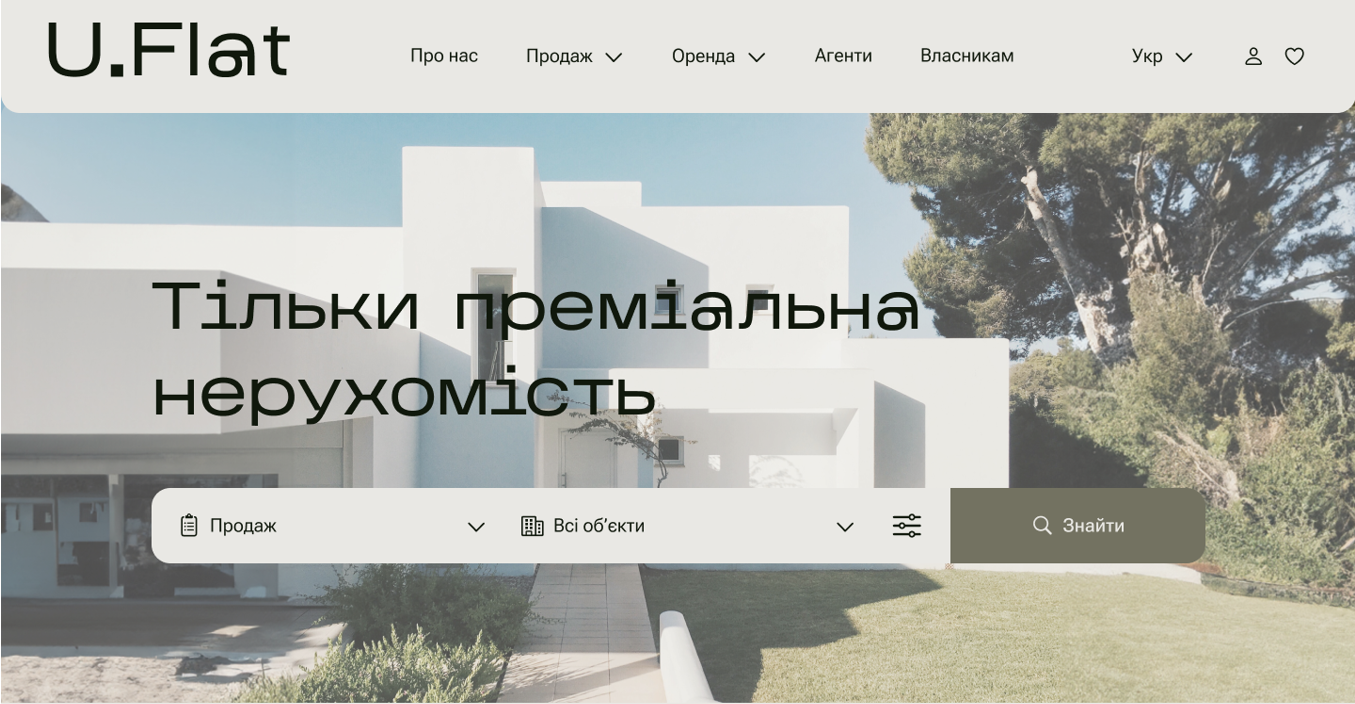 U.Flat
Про нас Продаж Оренда Агенти Власникам Укр
Тільки преміальна
нерухомість
Продаж Всі об’єкти Знайти